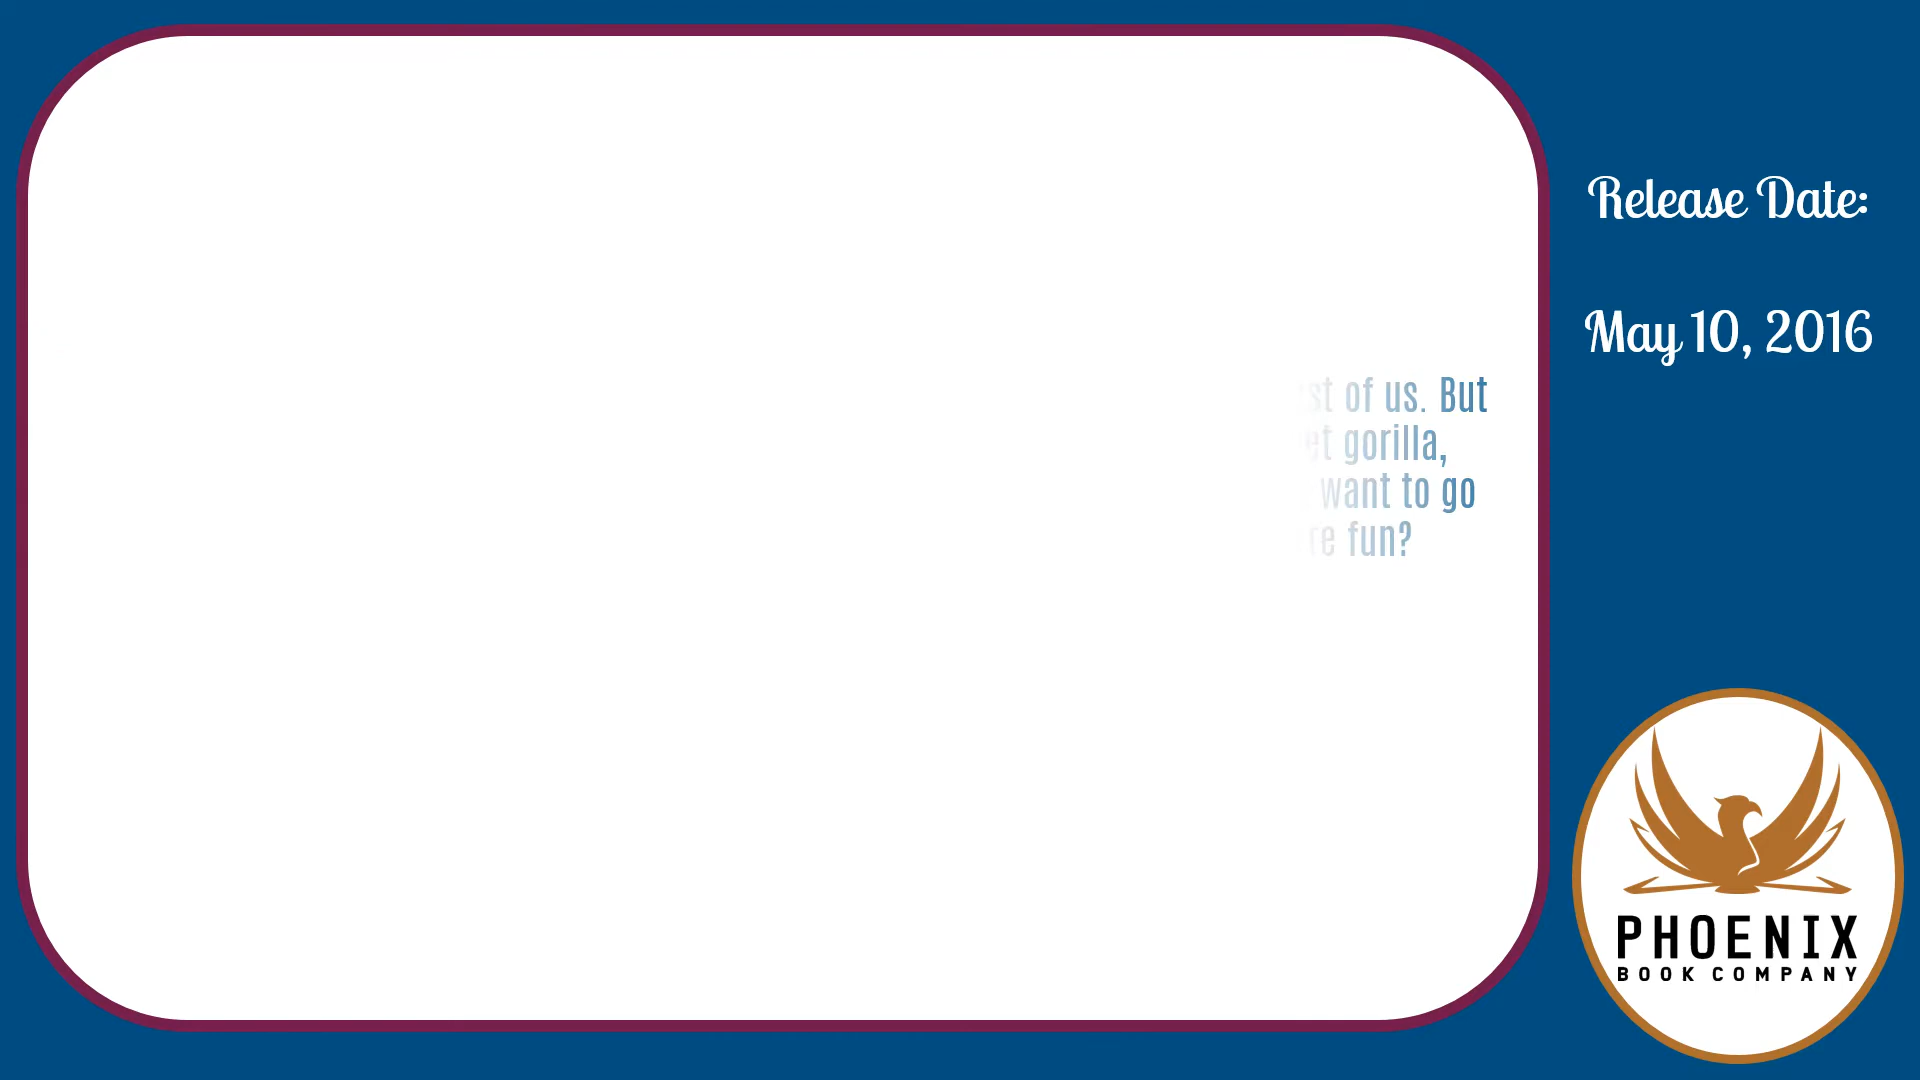 of us. But
gorilla,
want to go
fun?
Release Date:
May 10, 2016
PHOENIX
BOOK COMPANY